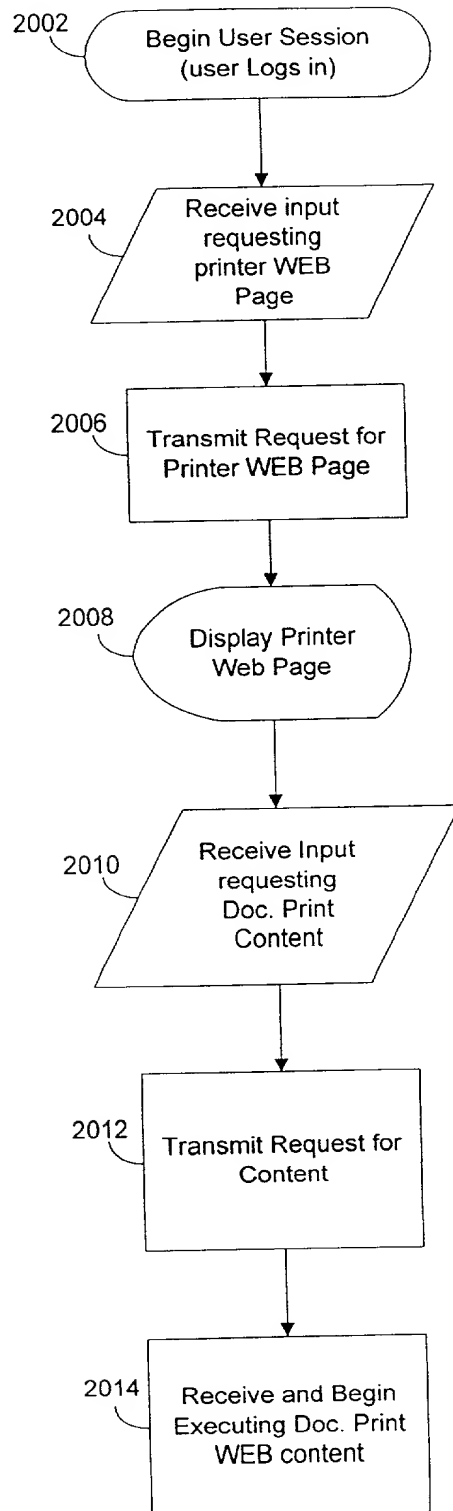 2002
Begin User Session
(user Logs in)
2004
Receive input
requesting
printer WEB
Page
2006
Transmit Request for
Printer WEB Page
2008
Display Printer
Web Page
2010
Receive Input
requesting
Doc. Print
Content
2012
Transmit Request for
Content
2014
Receive and Begin
Executing Doc. Print
WEB content